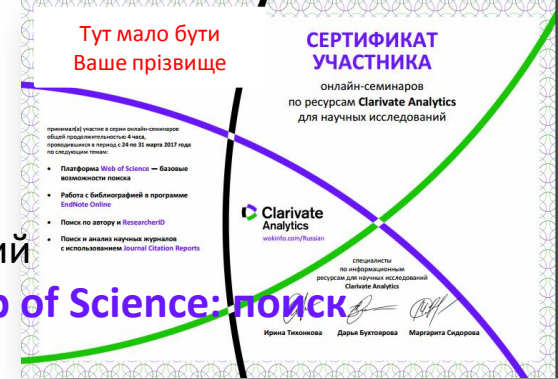 Тут мало бути
Ваше прізвище
СЕРТИФИКАТ
УЧАСТНИКА
онлайн-семинаров
по ресурсам Clarivate Analytics
для научных исследований
принимал(а) участие в серии онлайн-семинаров
общей продолжительностью 4 часа,
проводившихся в период с 24 по 31 марта 2017 года
по следующим темам:
• Платформа Web of Science — базовые
возможности поиска
• Работа с библиографией в программе
EndNote Online
• Поиск по автору и ResearcherID
• Поиск и анализ научных журналов
с использованием Journal Citation Reports
Clarivate
Analytics
wokinfo.com/Russian
ий
of Science: поиск
специалисты
по информационным
ресурсам для научных исследований
Clarivate Analytics
Ирина Тихонкова Дарья Бухтоярова Маргарита Сидорова